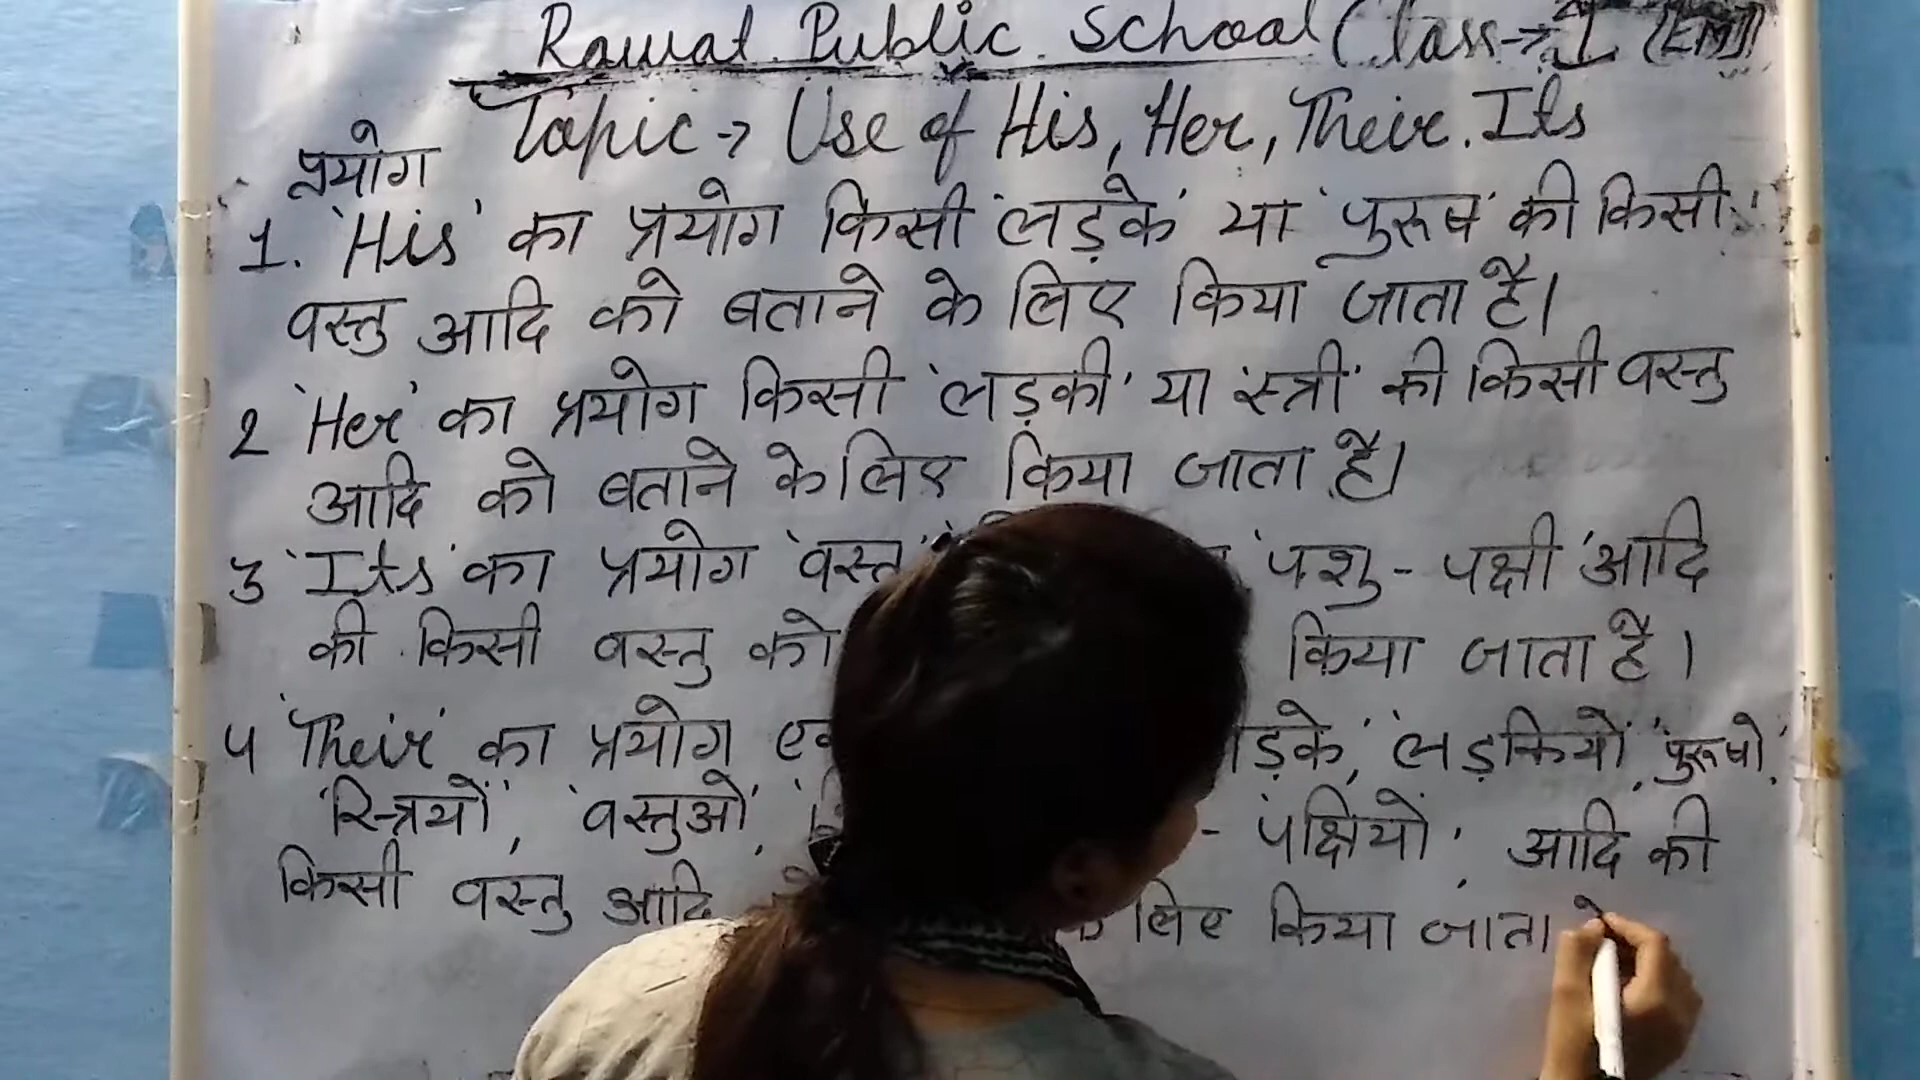 Rawat Public School (Class→1 (EM))
Topic → Use of His, Her, Their. Its
प्रयोग
1. 'His' का प्रयोग किसी 'लड़के' या 'पुरूष' की किसी
वस्तु आदि को बताने के लिए किया जाता है।
2 'Her' का प्रयोग किसी 'लड़की' या 'स्त्री' की किसी वस्तु
आदि को बताने के लिए किया जाता है।
3 'Its' का प्रयोग 'पशु - पक्षी' आदि
की किसी वस्तु को किया जाता है।
4 'Their' का प्रयोग 'लड़कियों', 'पुरूषों',
'स्त्रियों', 'वस्तुओं', - पक्षियों', आदि की
किसी वस्तु आदि लिए किया जाता